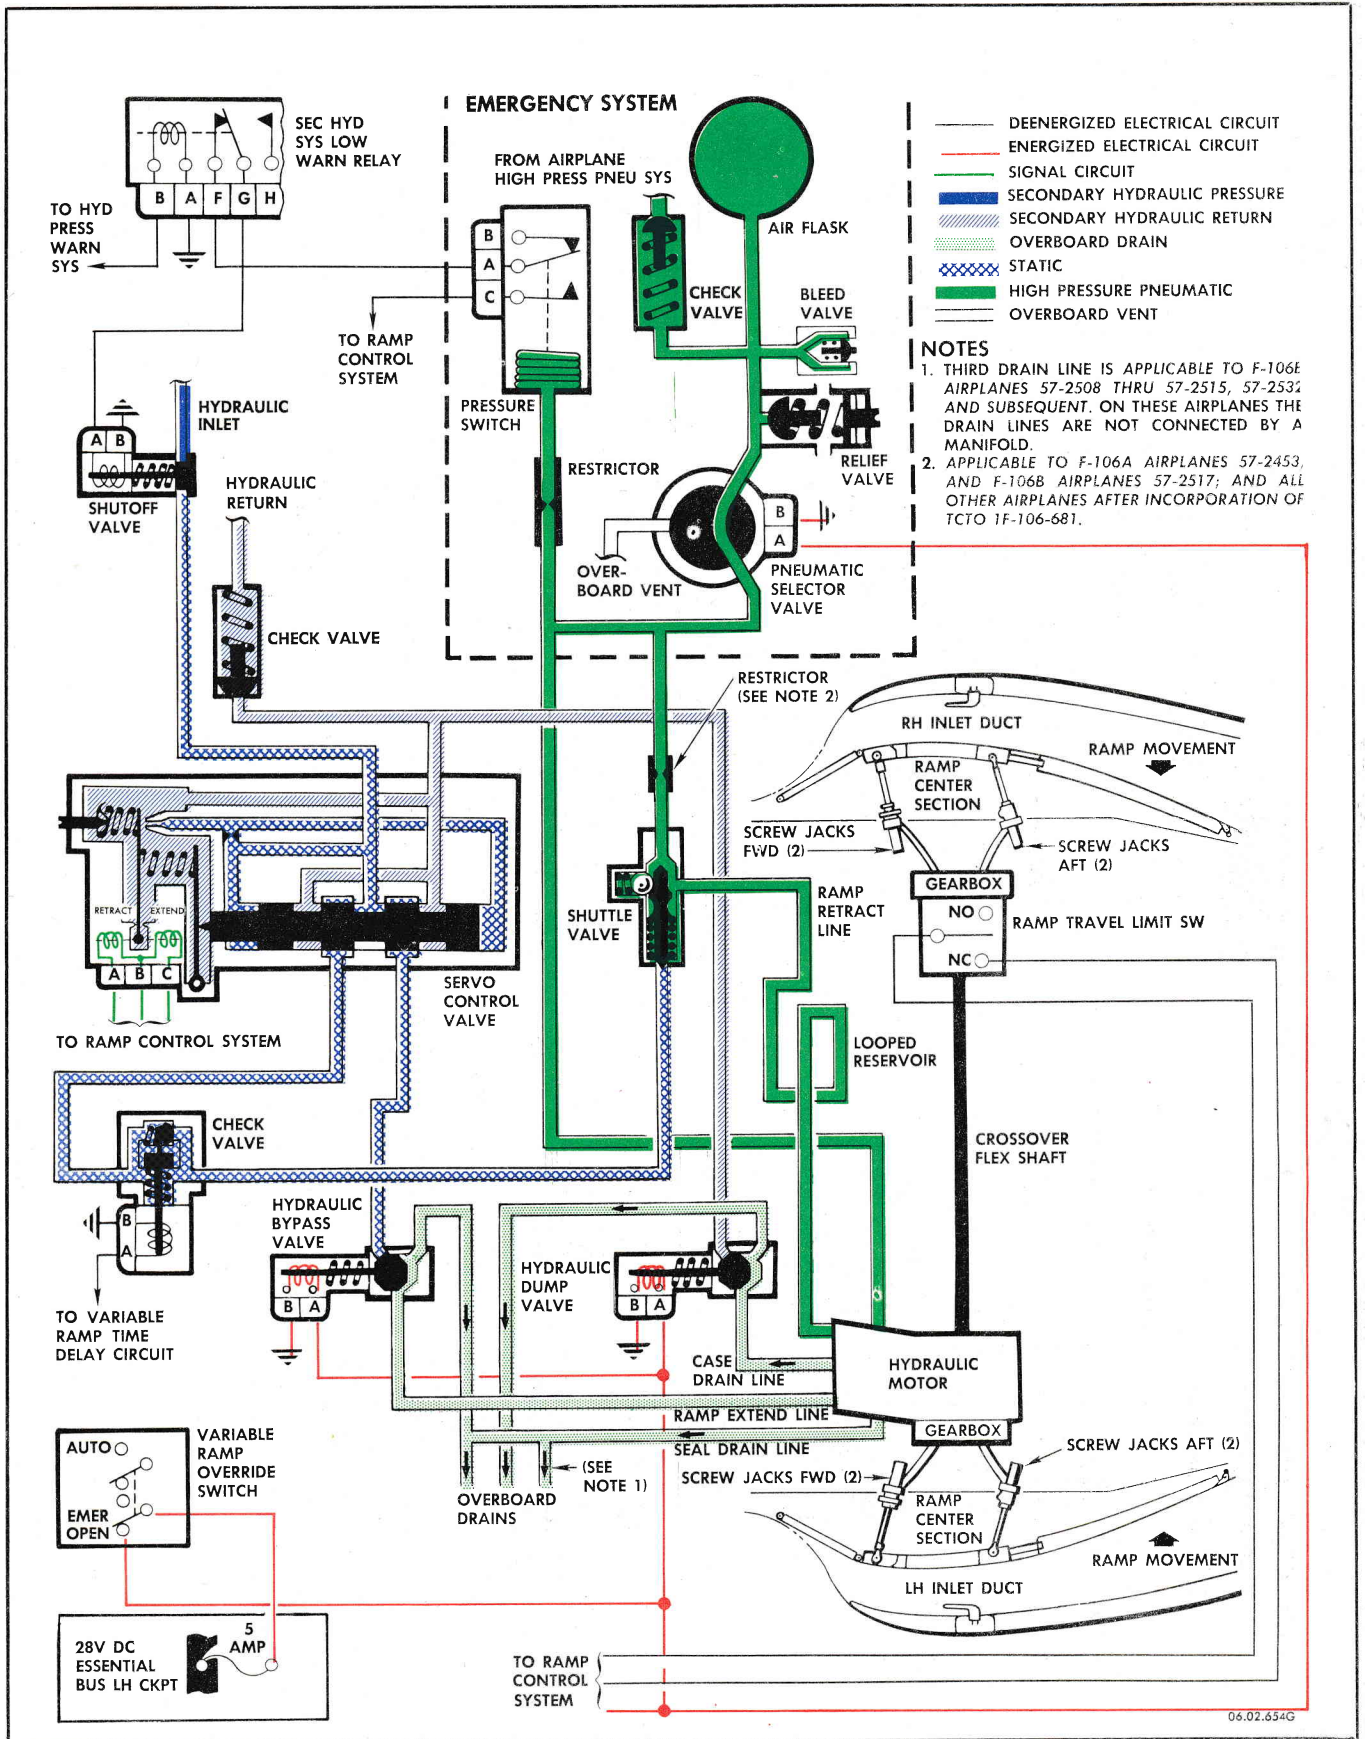 EMERGENCY SYSTEM
SEC HYD
SYS LOW
WARN RELAY
B A F G H
TO HYD
PRESS
WARN
SYS
FROM AIRPLANE
HIGH PRESS PNEU SYS
B
A
C
TO RAMP
CONTROL
SYSTEM
PRESSURE
SWITCH
AIR FLASK
CHECK
VALVE
BLEED
VALVE
RELIEF
VALVE
RESTRICTOR
OVER-
BOARD VENT
B
A
PNEUMATIC
SELECTOR
VALVE
DEENERGIZED ELECTRICAL CIRCUIT
ENERGIZED ELECTRICAL CIRCUIT
SIGNAL CIRCUIT
SECONDARY HYDRAULIC PRESSURE
SECONDARY HYDRAULIC RETURN
OVERBOARD DRAIN
STATIC
HIGH PRESSURE PNEUMATIC
OVERBOARD VENT
NOTES
1. THIRD DRAIN LINE IS APPLICABLE TO F-106B
AIRPLANES 57-2508 THRU 57-2515, 57-2532
AND SUBSEQUENT. ON THESE AIRPLANES THE
DRAIN LINES ARE NOT CONNECTED BY A
MANIFOLD.
2. APPLICABLE TO F-106A AIRPLANES 57-2453,
AND F-106B AIRPLANES 57-2517; AND ALL
OTHER AIRPLANES AFTER INCORPORATION OF
TCTO 1F-106-681.
HYDRAULIC
INLET
A B
SHUTOFF
VALVE
HYDRAULIC
RETURN
CHECK VALVE
RESTRICTOR
(SEE NOTE 2)
RH INLET DUCT
RAMP MOVEMENT
RAMP
CENTER
SECTION
SCREW JACKS
FWD (2)
SCREW JACKS
AFT (2)
GEARBOX
NO
NC
RAMP TRAVEL LIMIT SW
RETRACT EXTEND
A B C
TO RAMP CONTROL SYSTEM
SERVO
CONTROL
VALVE
SHUTTLE
VALVE
RAMP
RETRACT
LINE
LOOPED
RESERVOIR
CROSSOVER
FLEX SHAFT
CHECK
VALVE
B
A
TO VARIABLE
RAMP TIME
DELAY CIRCUIT
HYDRAULIC
BYPASS
VALVE
B A
HYDRAULIC
DUMP
VALVE
B A
CASE
DRAIN LINE
RAMP EXTEND LINE
SEAL DRAIN LINE
HYDRAULIC
MOTOR
GEARBOX
(SEE
NOTE 1)
OVERBOARD
DRAINS
SCREW JACKS FWD (2)
SCREW JACKS AFT (2)
RAMP
CENTER
SECTION
RAMP MOVEMENT
LH INLET DUCT
AUTO
EMER
OPEN
VARIABLE
RAMP
OVERRIDE
SWITCH
28V DC
ESSENTIAL
BUS LH CKPT
5
AMP
TO RAMP
CONTROL
SYSTEM
06.02.654G